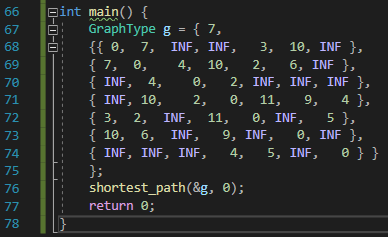 66 int main() {
67 GraphType g = { 7,
68 {{ 0, 7, INF, INF, 3, 10, INF },
69 { 7, 0, 4, 10, 2, 6, INF },
70 { INF, 4, 0, 2, INF, INF, INF },
71 { INF, 10, 2, 0, 11, 9, 4 },
72 { 3, 2, INF, 11, 0, INF, 5 },
73 { 10, 6, INF, 9, INF, 0, INF },
74 { INF, INF, INF, 4, 5, INF, 0 } }
75 };
76 shortest_path(&g, 0);
77 return 0;
78 }